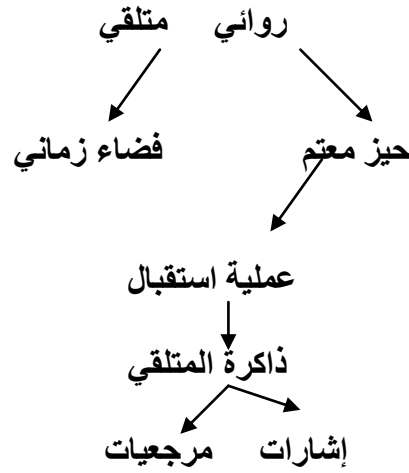 روائي متلقي
حيز معتم فضاء زماني
عملية استقبال
ذاكرة المتلقي
إشارات مرجعيات